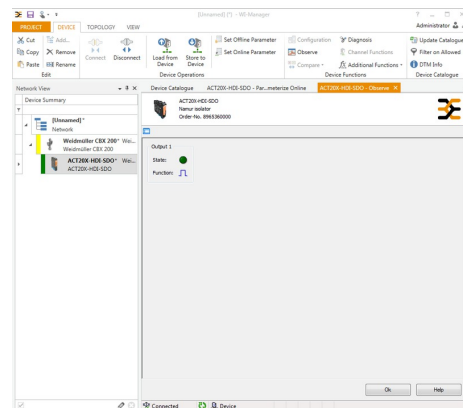 [Unnamed] [*] - WI-Manager
PROJECT DEVICE TOPOLOGY VIEW Administrator
Cut Add...
Copy Remove
Paste Rename
Edit
Connect Disconnect
Load from Device Store to Device
Set Offline Parameter
Set Online Parameter
Device Operations
Configuration Diagnosis
Observe Channel Functions
Compare Additional Functions
Device Functions
Update Catalogue
Filter on Allowed
DTM Info
Device Catalogue
Network View
Device Catalogue ACT20X-HDI-SDO - Par...meterize Online ACT20X-HDI-SDO - Observe
Device Summary
ACT20X-HDI-SDO
Namur isolator
Order-No. 8965360000
[Unnamed] *
Network
Weidmüller CBX 200* Wei...
Weidmüller CBX 200
ACT20X-HDI-SDO* Wei...
ACT20X-HDI-SDO
Output 1
State:
Function:
Ok Help
Connected Device